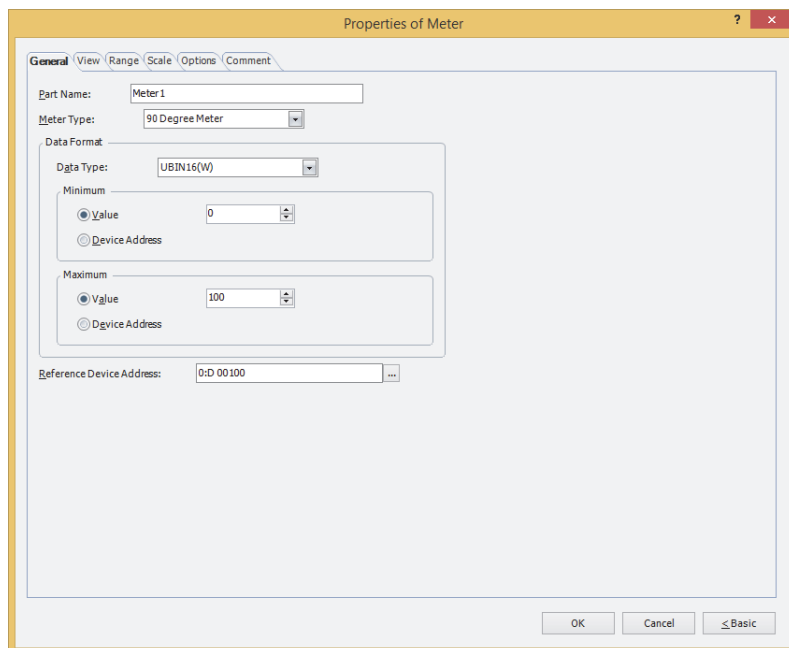 Properties of Meter
? ×
General View Range Scale Options Comment
Part Name: Meter1
Meter Type: 90 Degree Meter
Data Format
Data Type: UBIN16(W)
Minimum
Value 0
Device Address
Maximum
Value 100
Device Address
Reference Device Address: 0:D 00100 ...
OK Cancel < Basic